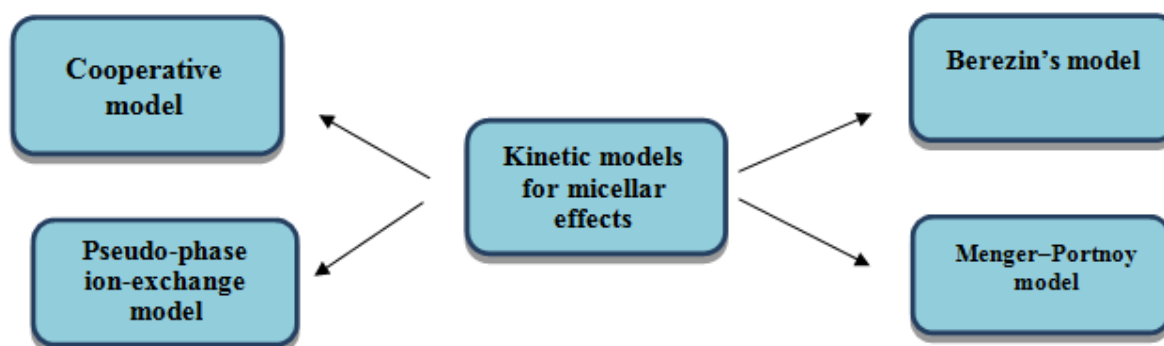 Cooperative
model
Berezin’s model
Kinetic models
for micellar
effects
Pseudo-phase
ion-exchange
model
Menger–Portnoy
model